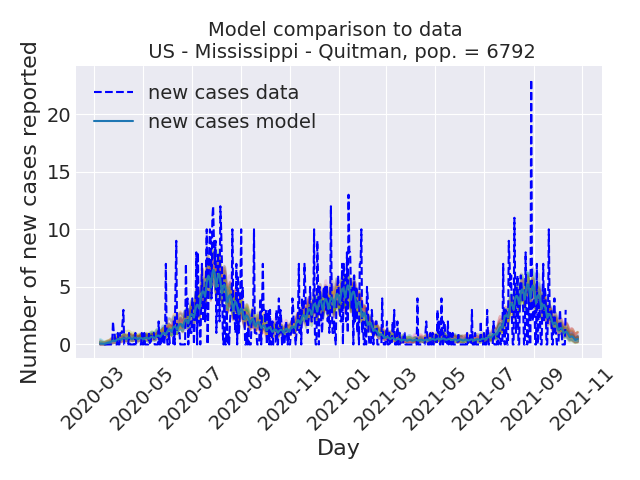 Model comparison to data
US - Mississippi - Quitman, pop. = 6792
Number of new cases reported
new cases data
new cases model
20
15
10
5
0
2020-03
2020-05
2020-07
2020-09
2020-11
2021-01
2021-03
2021-05
2021-07
2021-09
2021-11
Day